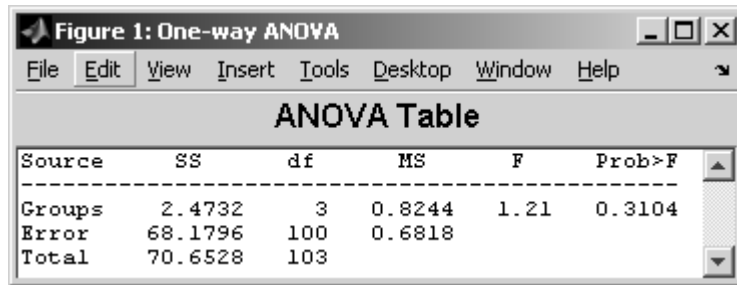 Figure 1: One-way ANOVA
File Edit View Insert Tools Desktop Window Help
ANOVA Table
Source SS df MS F Prob>F
Groups 2.4732 3 0.8244 1.21 0.3104
Error 68.1796 100 0.6818
Total 70.6528 103